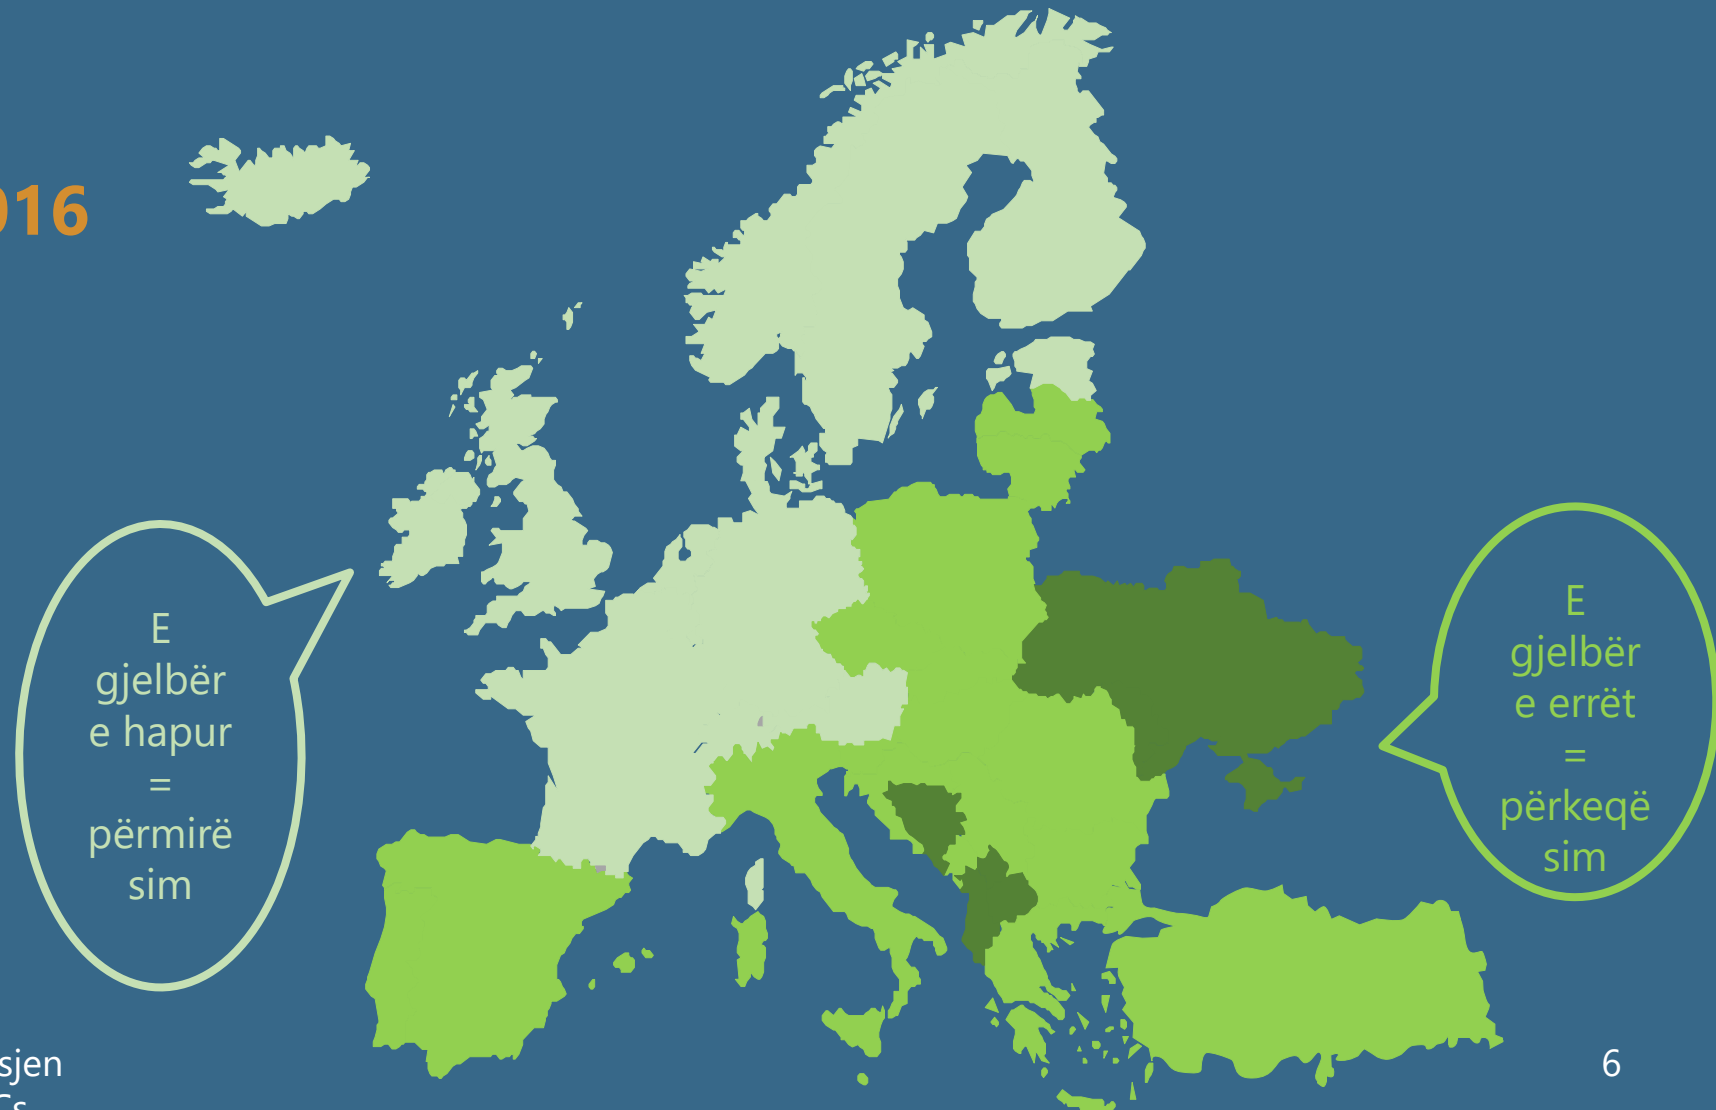 016
E
gjelbër
e hapur
=
përmirë
sim
E
gjelbër
e errët
=
përkeqë
sim
sjen
6